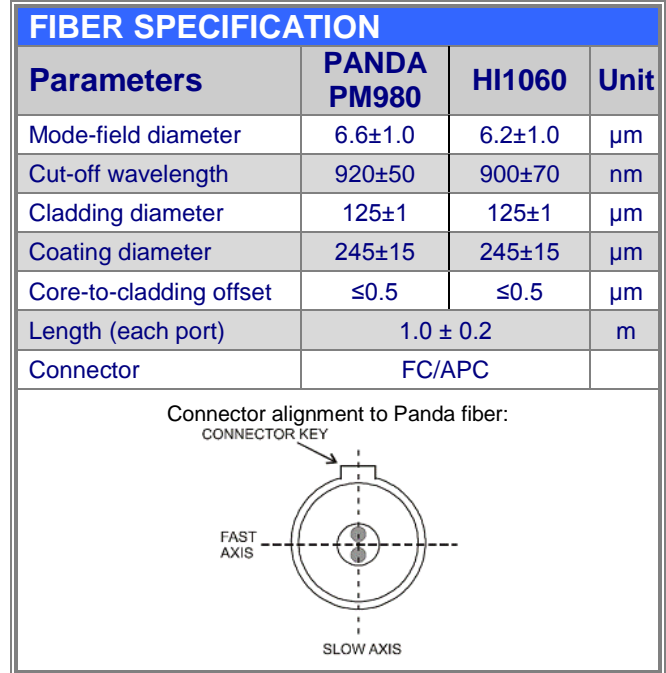 FIBER SPECIFICATION
Parameters PANDA PM980 HI1060 Unit
Mode-field diameter 6.6±1.0 6.2±1.0 µm
Cut-off wavelength 920±50 900±70 nm
Cladding diameter 125±1 125±1 µm
Coating diameter 245±15 245±15 µm
Core-to-cladding offset ≤0.5 ≤0.5 µm
Length (each port) 1.0 ± 0.2 m
Connector FC/APC
Connector alignment to Panda fiber:
CONNECTOR KEY
FAST
AXIS
SLOW AXIS